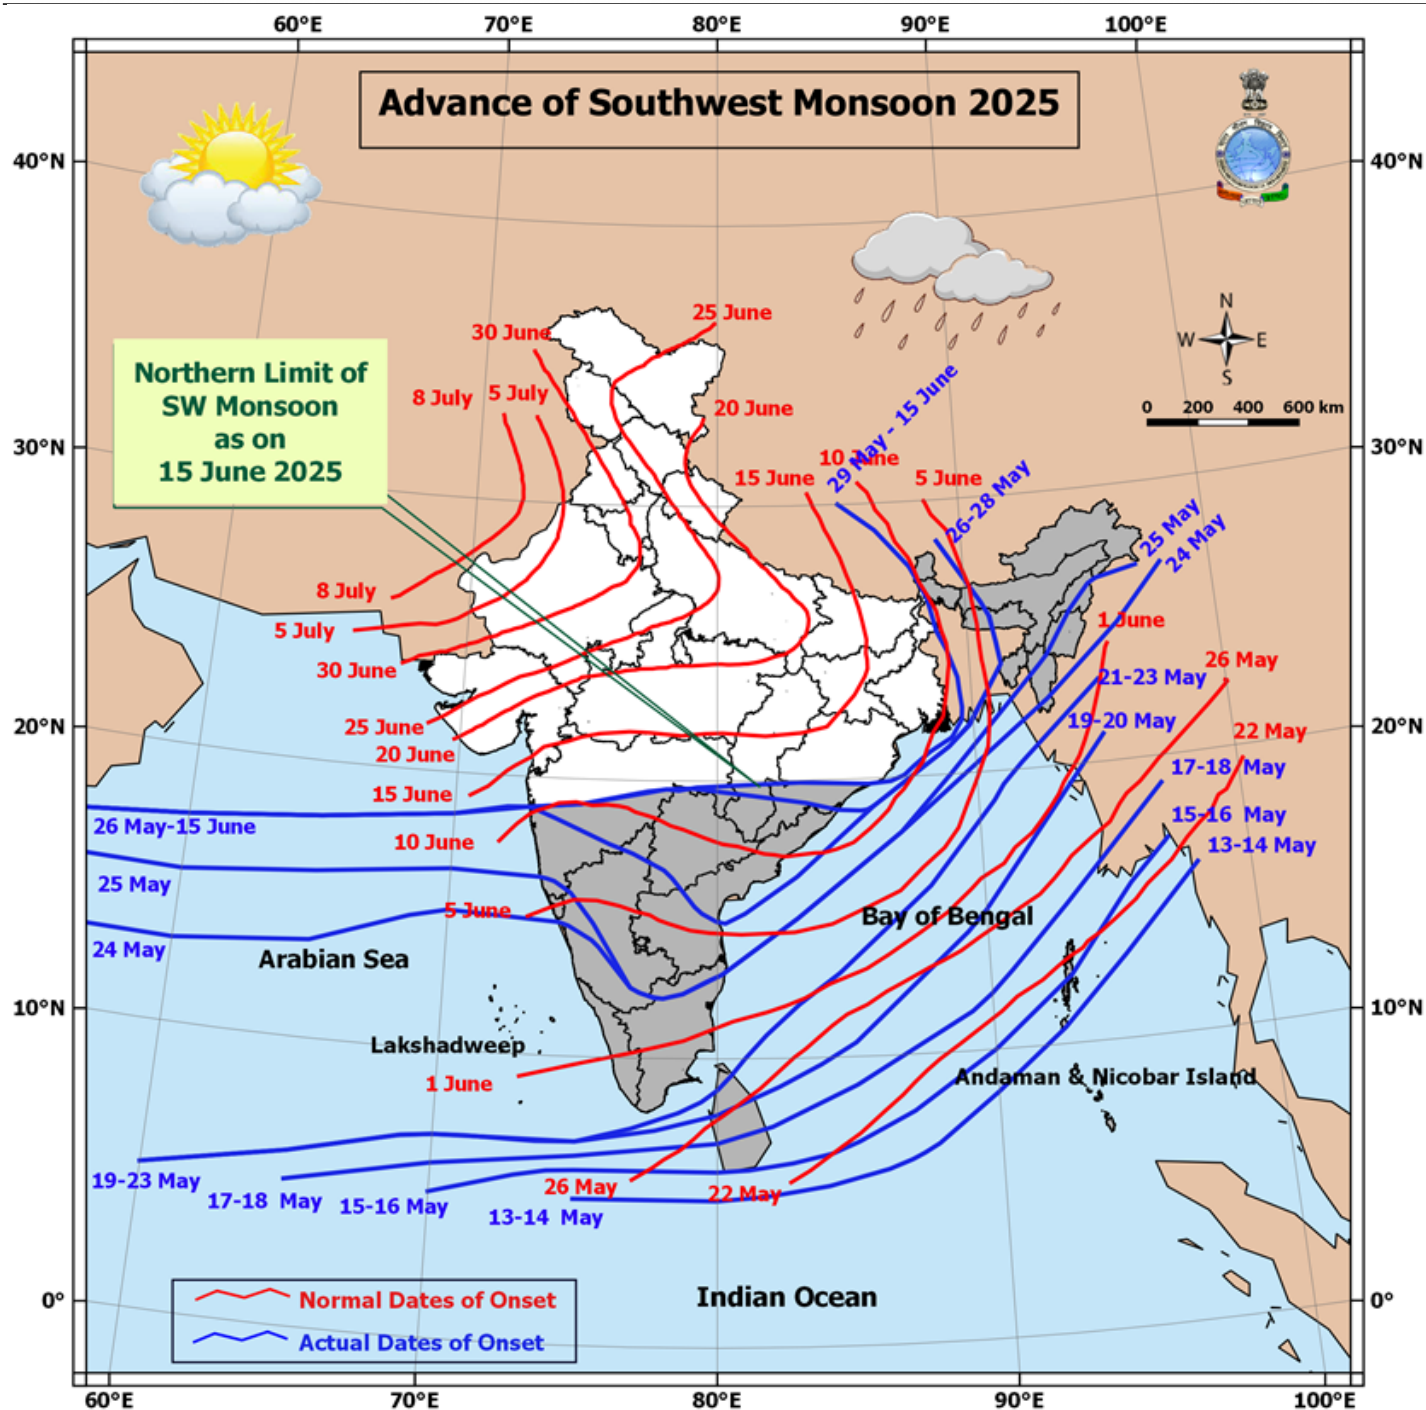 60°E 70°E 80°E 90°E 100°E
Advance of Southwest Monsoon 2025
40°N 40°N
N
W E
S
25 June
30 June
Northern Limit of
SW Monsoon
as on
15 June 2025
8 July 5 July
20 June
29 May - 15 June
0 200 400 600 km
30°N 30°N
10 June
15 June
5 June
26-28 May
25 May
24 May
8 July
5 July
1 June
30 June
26 May
21-23 May
25 June
20°N 20°N
19-20 May
22 May
20 June
17-18 May
15 June
15-16 May
26 May-15 June
10 June
13-14 May
25 May
5 June
Bay of Bengal
24 May
Arabian Sea
10°N 10°N
Lakshadweep
1 June
Andaman & Nicobar Island
19-23 May
17-18 May
15-16 May
26 May
22 May
13-14 May
Indian Ocean
0° 0°
Normal Dates of Onset
Actual Dates of Onset
60°E 70°E 80°E 90°E 100°E